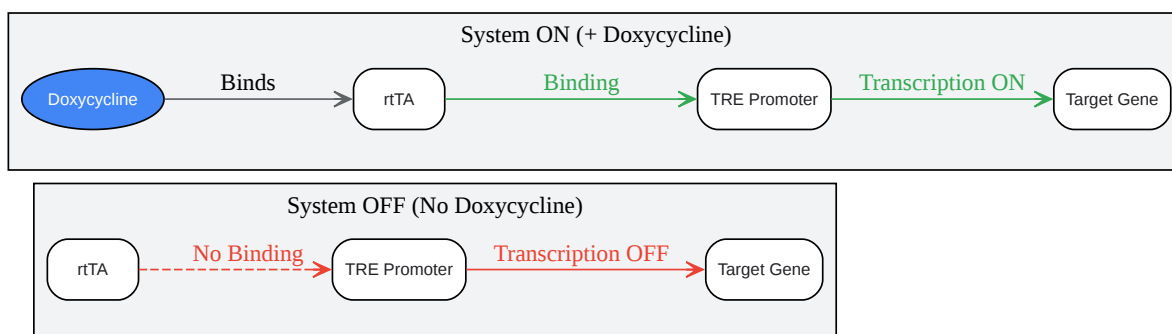 System ON (+ Doxycycline)
Doxycycline
Binds
rtTA
Binding
TRE Promoter
Transcription ON
Target Gene
System OFF (No Doxycycline)
rtTA
No Binding
TRE Promoter
Transcription OFF
Target Gene